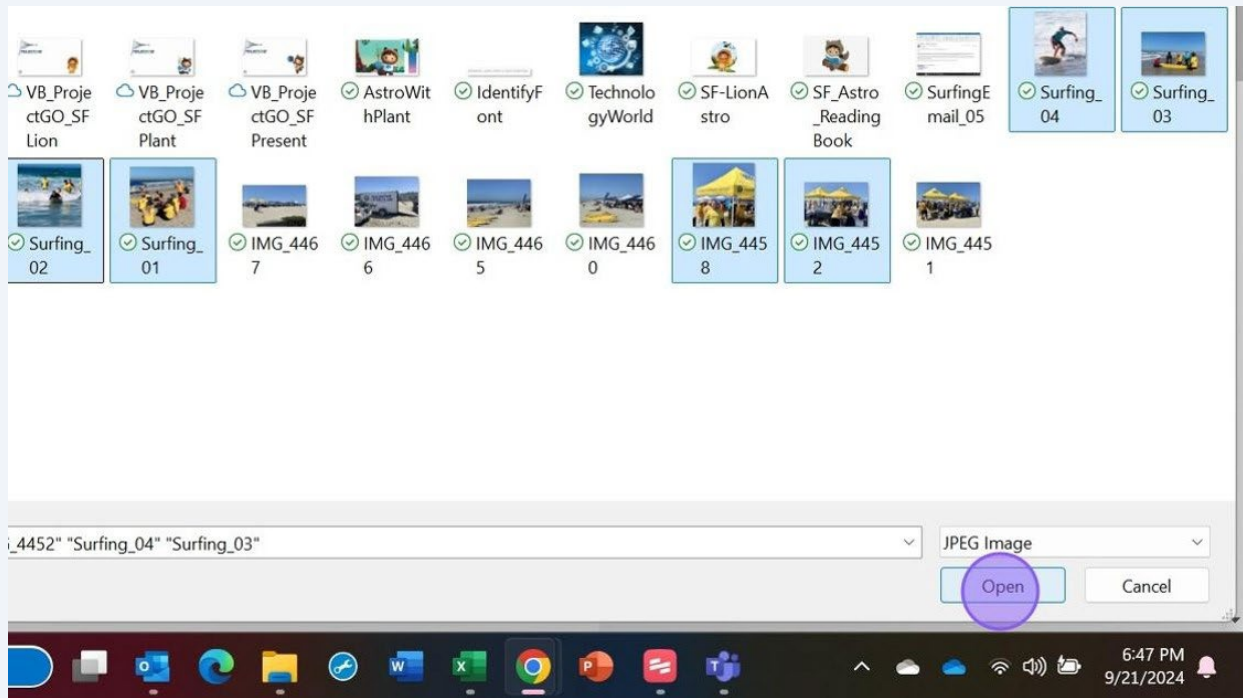 VB_Proje VB_Proje VB_Proje AstroWit IdentifyF Technolo SF-LionA SF_Astro SurfingE Surfing_ Surfing_
ctGO_SF ctGO_SF ctGO_SF hPlant ont gyWorld stro _Reading mail_05 04 03
Lion Plant Present Book
Surfing_ Surfing_ IMG_446 IMG_446 IMG_446 IMG_446 IMG_445 IMG_445 IMG_445
02 01 7 6 5 0 8 2 1
_4452" "Surfing_04" "Surfing_03"
JPEG Image
Open Cancel
6:47 PM
9/21/2024